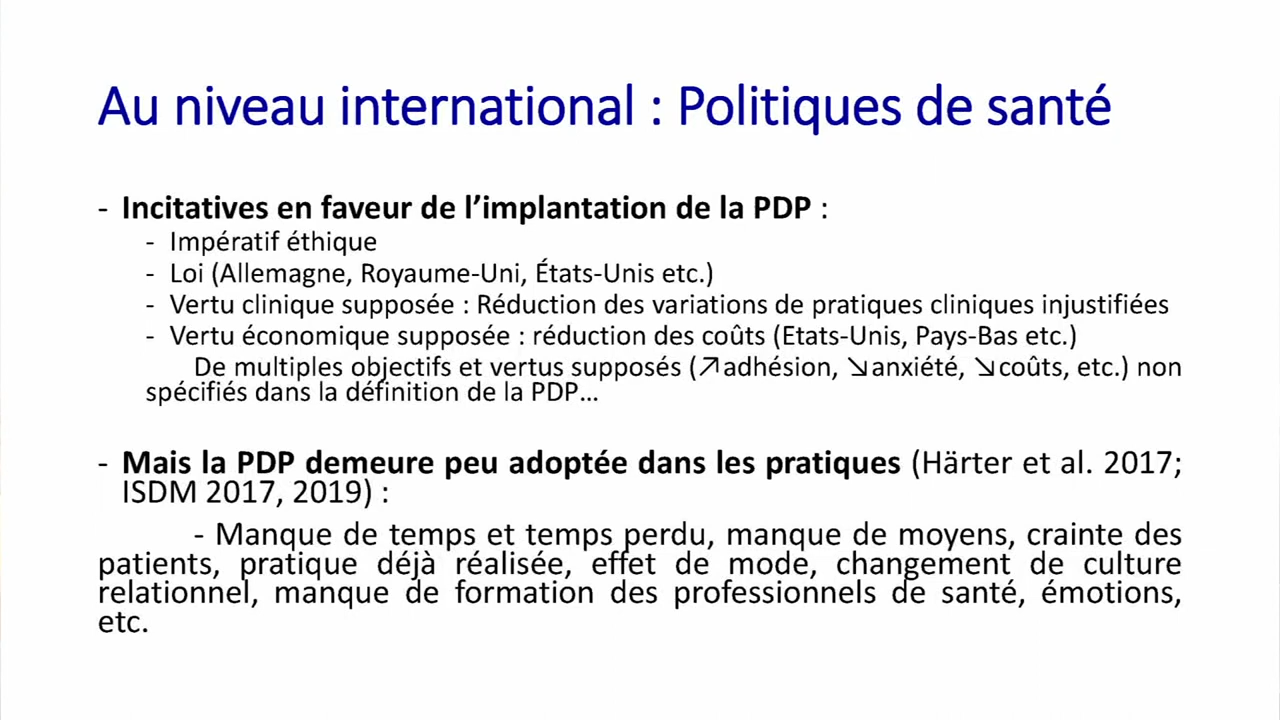 Au niveau international : Politiques de santé
- Incitatives en faveur de l’implantation de la PDP :
- Impératif éthique
- Loi (Allemagne, Royaume-Uni, États-Unis etc.)
- Vertu clinique supposée : Réduction des variations de pratiques cliniques injustifiées
- Vertu économique supposée : réduction des coûts (Etats-Unis, Pays-Bas etc.)
De multiples objectifs et vertus supposés (↗adhésion, ↘anxiété, ↘coûts, etc.) non
spécifiés dans la définition de la PDP…
- Mais la PDP demeure peu adoptée dans les pratiques (Härter et al. 2017;
ISDM 2017, 2019) :
- Manque de temps et temps perdu, manque de moyens, crainte des
patients, pratique déjà réalisée, effet de mode, changement de culture
relationnel, manque de formation des professionnels de santé, émotions,
etc.